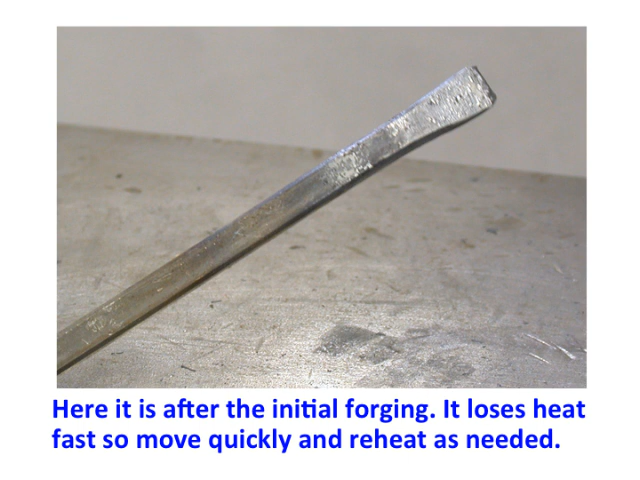 Here it is after the initial forging. It loses heat
fast so move quickly and reheat as needed.